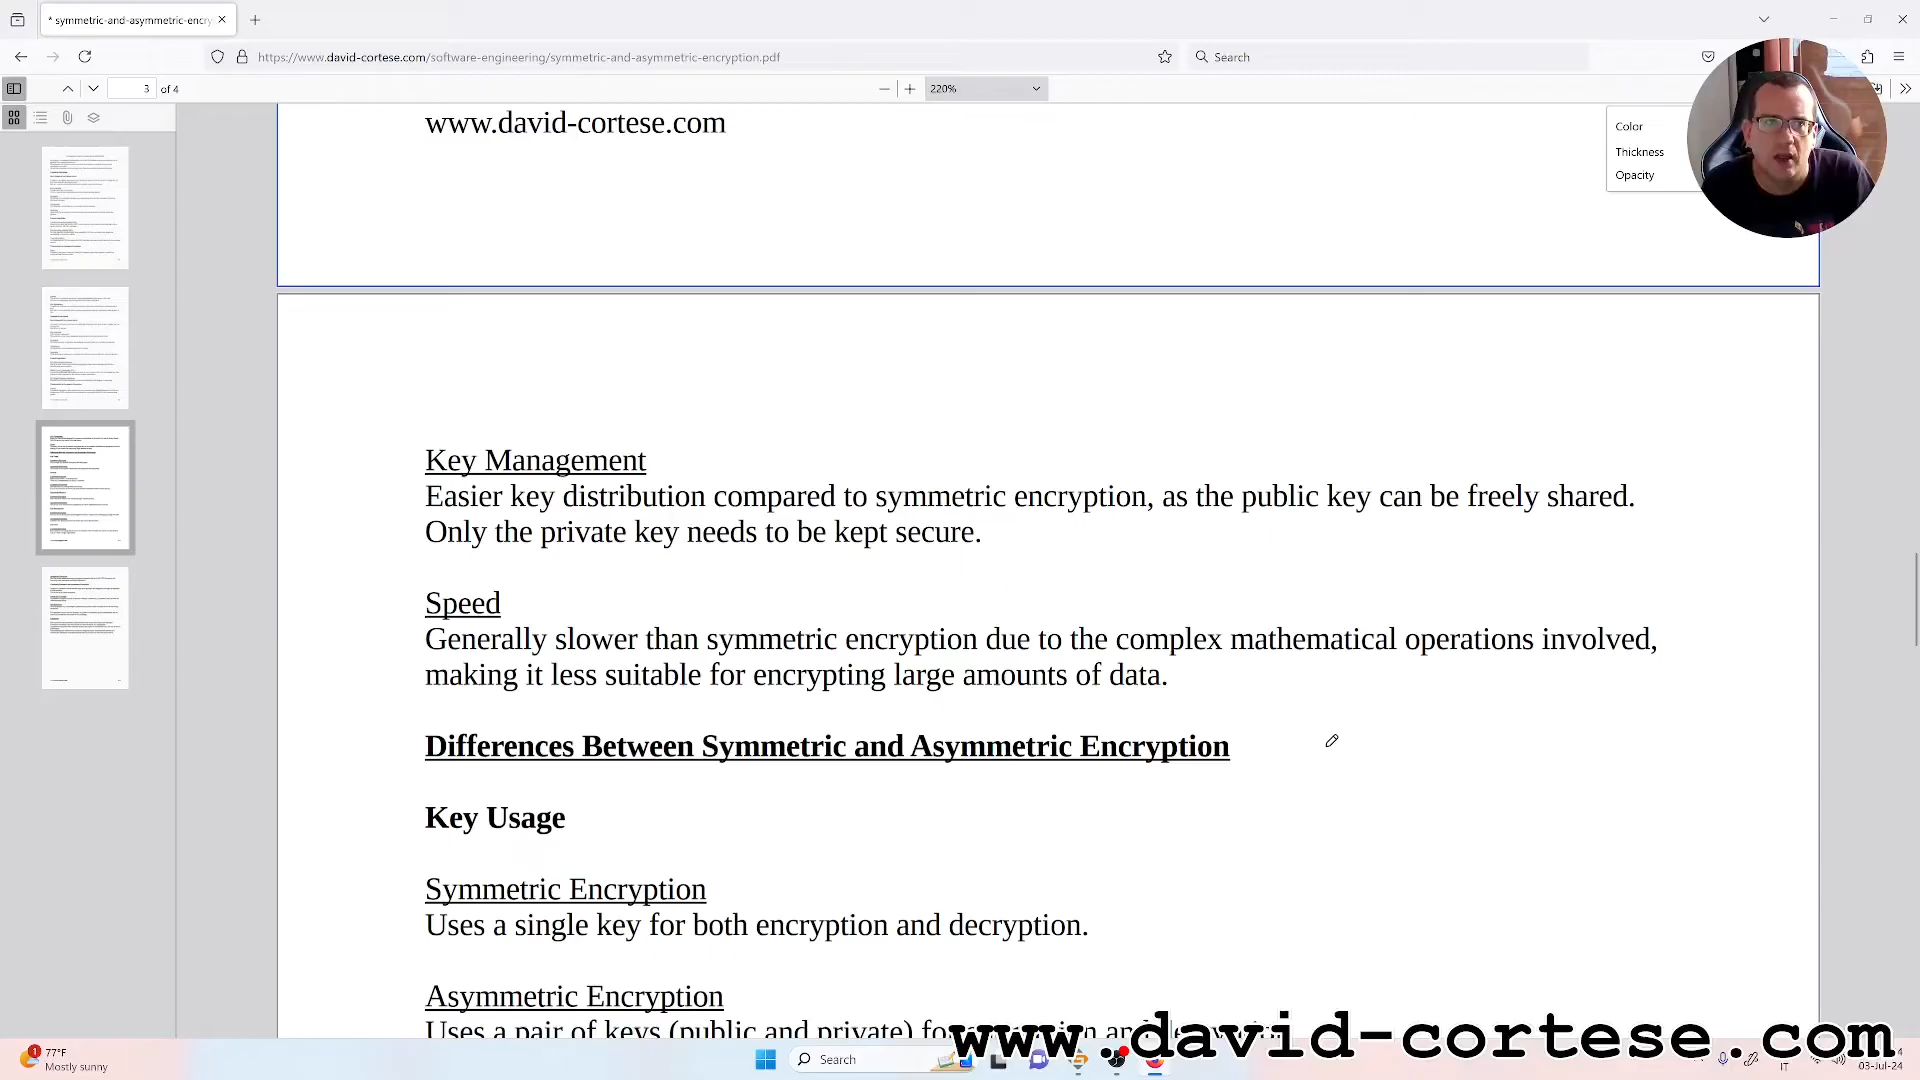 * symmetric-and-asymmetric-encry
https://www.david-cortese.com/software-engineering/symmetric-and-asymmetric-encryption.pdf
Search
3 of 4
220%
www.david-cortese.com
Color
Thickness
Opacity
Key Management
Easier key distribution compared to symmetric encryption, as the public key can be freely shared.
Only the private key needs to be kept secure.
Speed
Generally slower than symmetric encryption due to the complex mathematical operations involved,
making it less suitable for encrypting large amounts of data.
Differences Between Symmetric and Asymmetric Encryption
Key Usage
Symmetric Encryption
Uses a single key for both encryption and decryption.
Asymmetric Encryption
Uses a pair of keys (public and private)
www.david-cortese.com
1
77°F
Mostly sunny
Search
IT
03-Jul-24